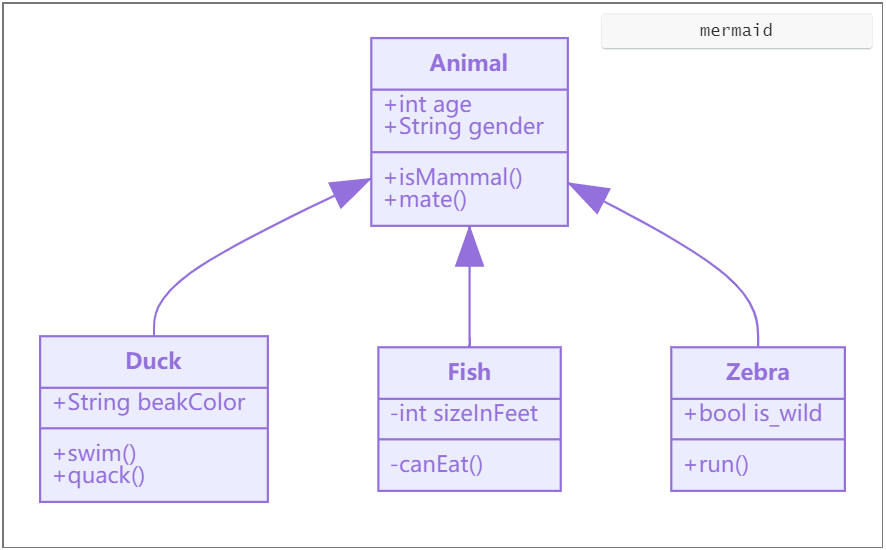 mermaid
Animal
+int age
+String gender
+isMammal()
+mate()
Duck
+String beakColor
+swim()
+quack()
Fish
-int sizeInFeet
-canEat()
Zebra
+bool is_wild
+run()